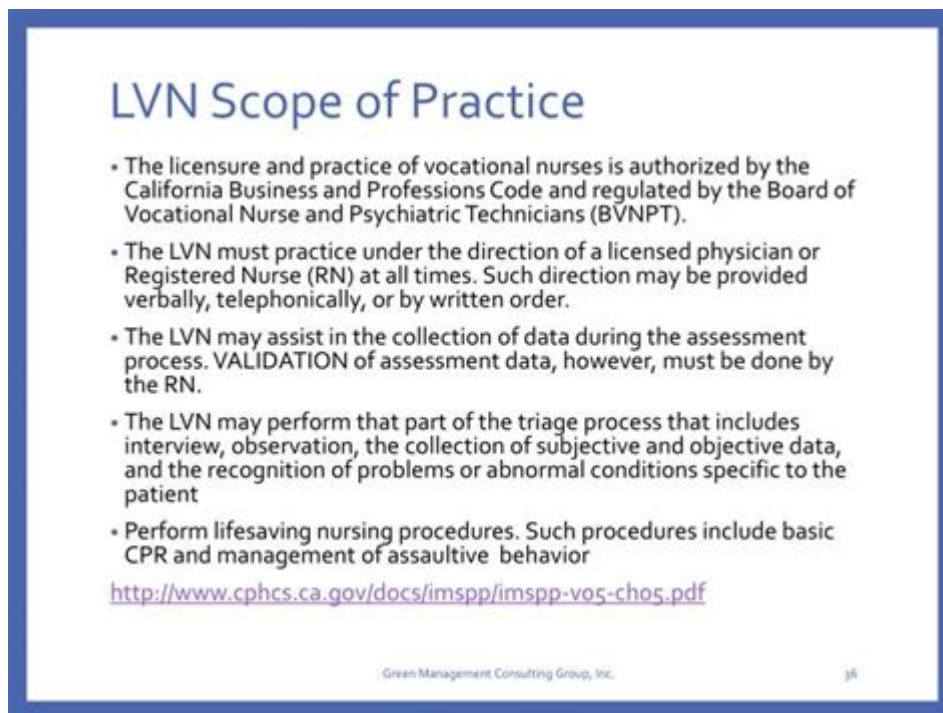 LVN Scope of Practice
• The licensure and practice of vocational nurses is authorized by the
California Business and Professions Code and regulated by the Board of
Vocational Nurse and Psychiatric Technicians (BVNPT).
• The LVN must practice under the direction of a licensed physician or
Registered Nurse (RN) at all times. Such direction may be provided
verbally, telephonically, or by written order.
• The LVN may assist in the collection of data during the assessment
process. VALIDATION of assessment data, however, must be done by
the RN.
• The LVN may perform that part of the triage process that includes
interview, observation, the collection of subjective and objective data,
and the recognition of problems or abnormal conditions specific to the
patient
• Perform lifesaving nursing procedures. Such procedures include basic
CPR and management of assaultive behavior
http://www.cphcs.ca.gov/docs/imspp/imspp-v05-ch05.pdf
Green Management Consulting Group, Inc.
36